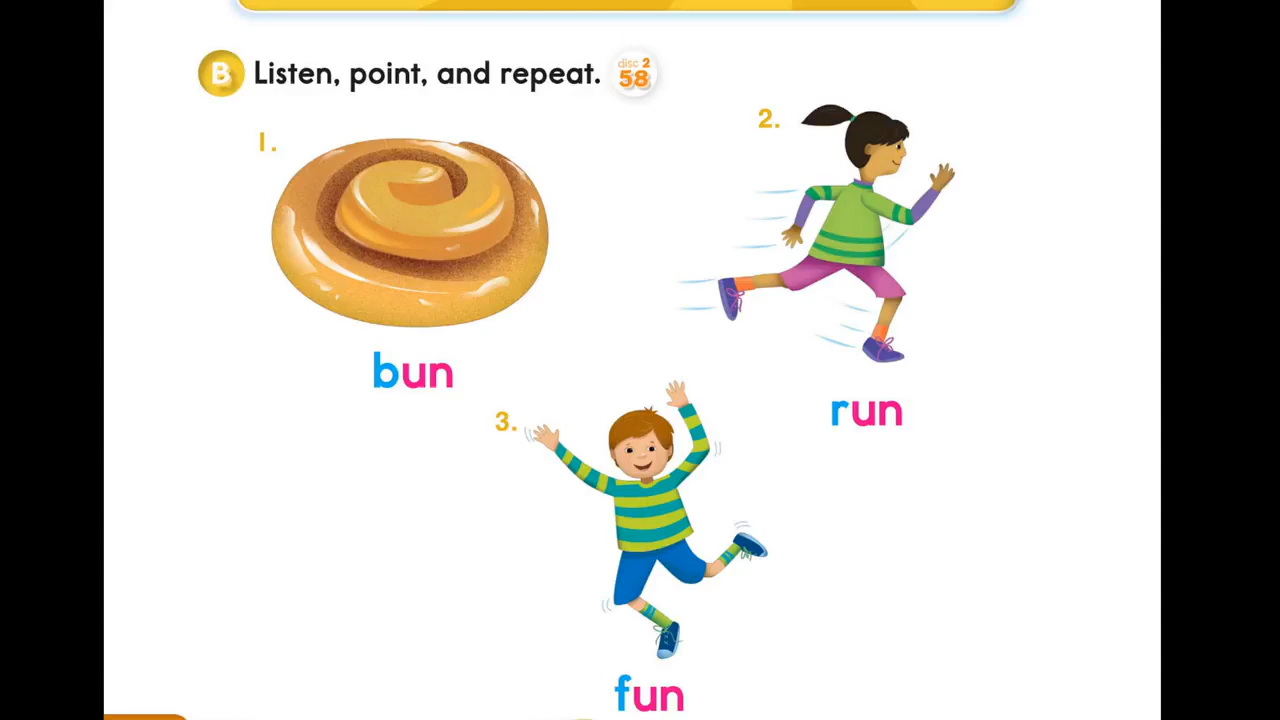 B Listen, point, and repeat. disc 2 58
1.
bun
2.
run
3.
fun